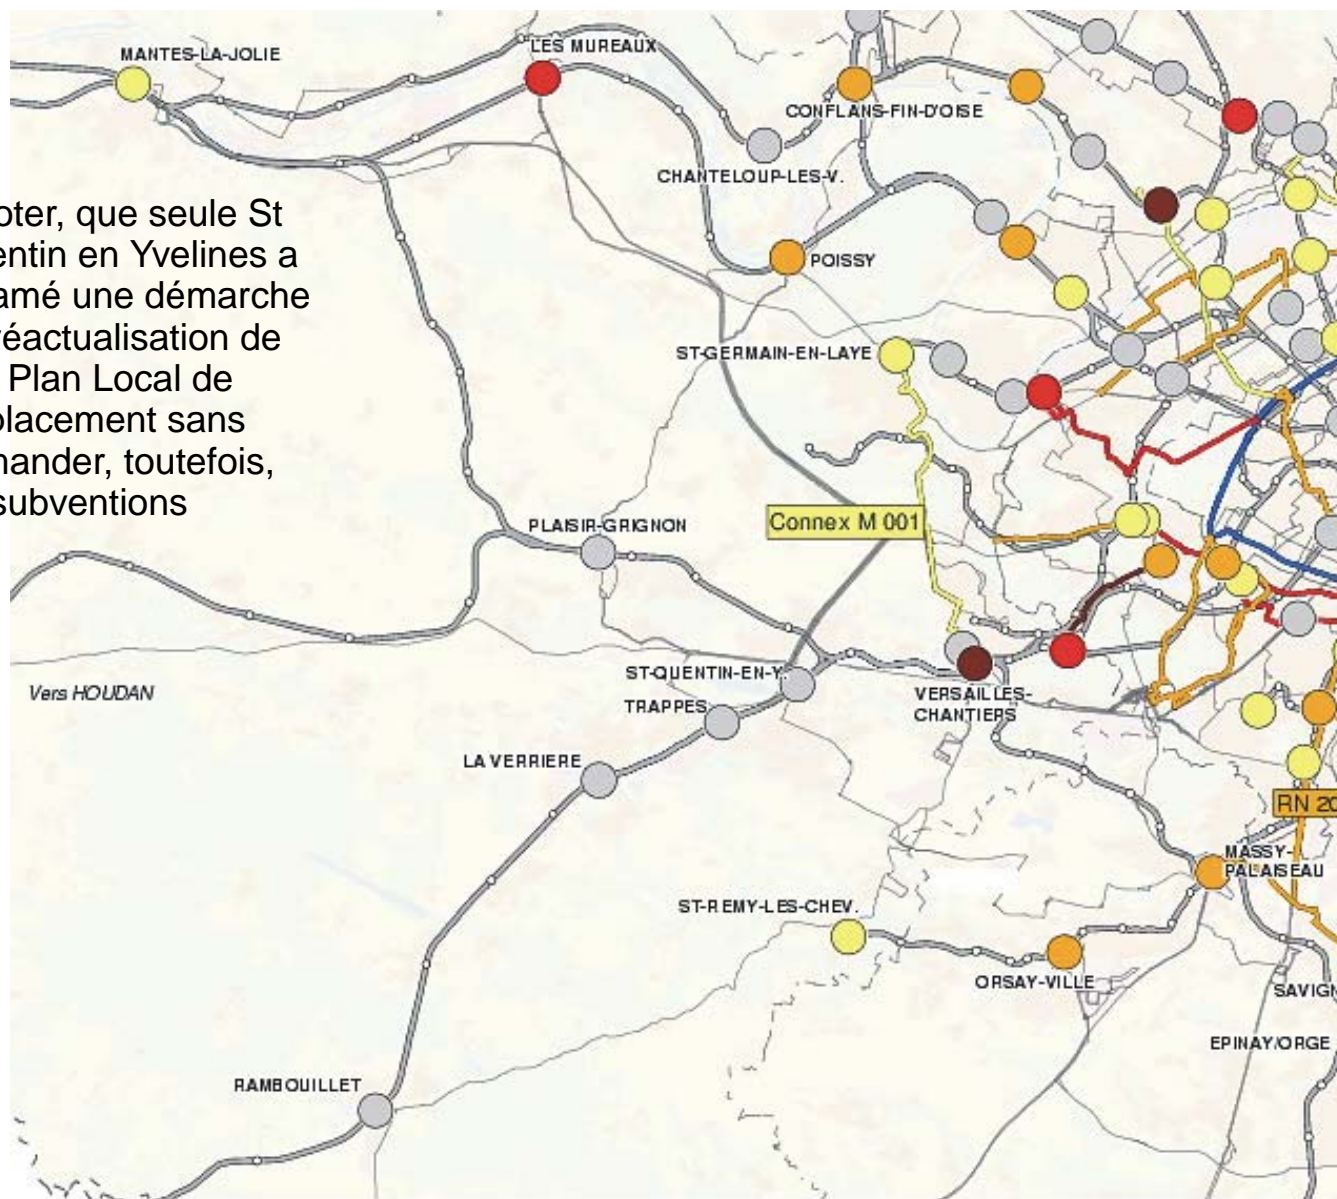 MANTES-LA-JOLIE
LES MUREAUX
CONFLANS-FIN-D'OISE
CHANTELOUP-LES-V.
oter, que seule St
entin en Yvelines a
amé une démarche
réactualisation de
Plan Local de
placement sans
nander, toutefois,
subventions
POISSY
ST-GERMAIN-EN-LAYE
PLAISIR-GRIGNON
Connex M 001
ST-QUENTIN-EN-Y.
Vers HOUDAN
TRAPPES
VERSAILLES-
CHANTIERS
LA VERRIERE
RN 20
MASSY-
PALAISEAU
ST-REMY-LES-CHEV.
ORSAY-VILLE
SAVIGN
EPINAY/ORGE
RAMBOUILLET